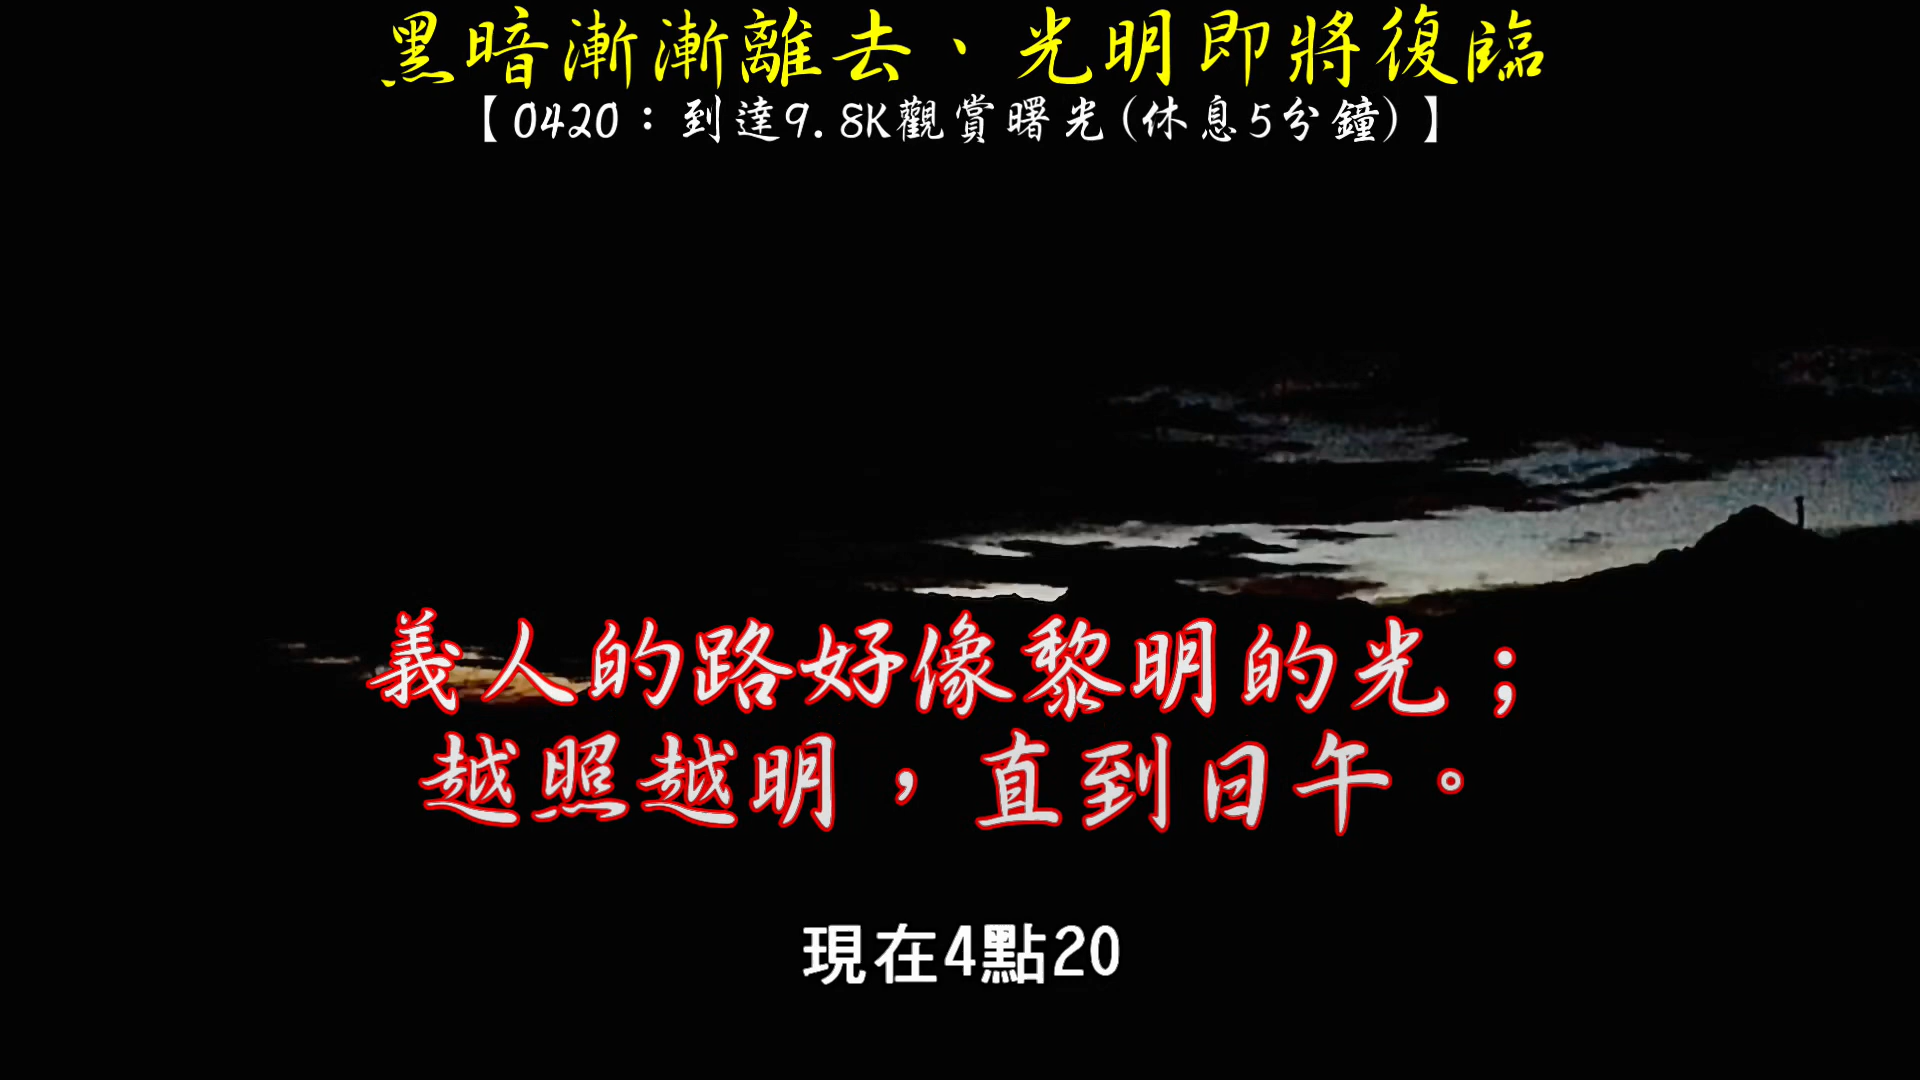 黑暗漸漸離去、光明即將復臨
【0420：到達9.8K觀賞曙光(休息5分鐘)】
義人的路好像黎明的光；
越照越明，直到日午。
現在4點20